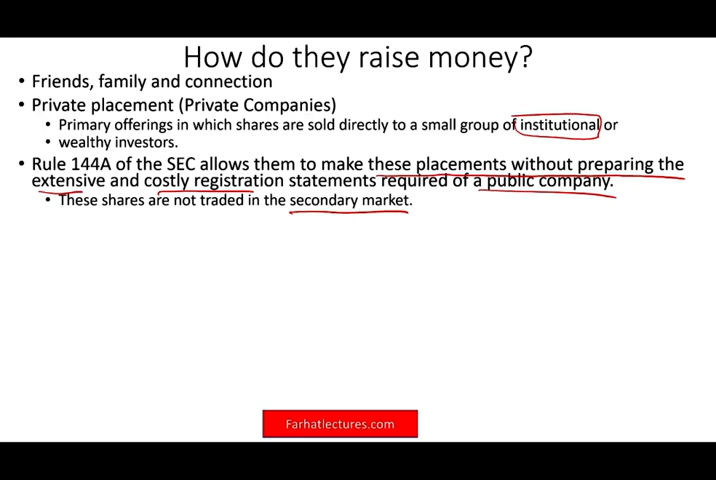 How do they raise money?
• Friends, family and connection
• Private placement (Private Companies)
• Primary offerings in which shares are sold directly to a small group of institutional or
• wealthy investors.
• Rule 144A of the SEC allows them to make these placements without preparing the
extensive and costly registration statements required of a public company.
• These shares are not traded in the secondary market.
Farhatlectures.com